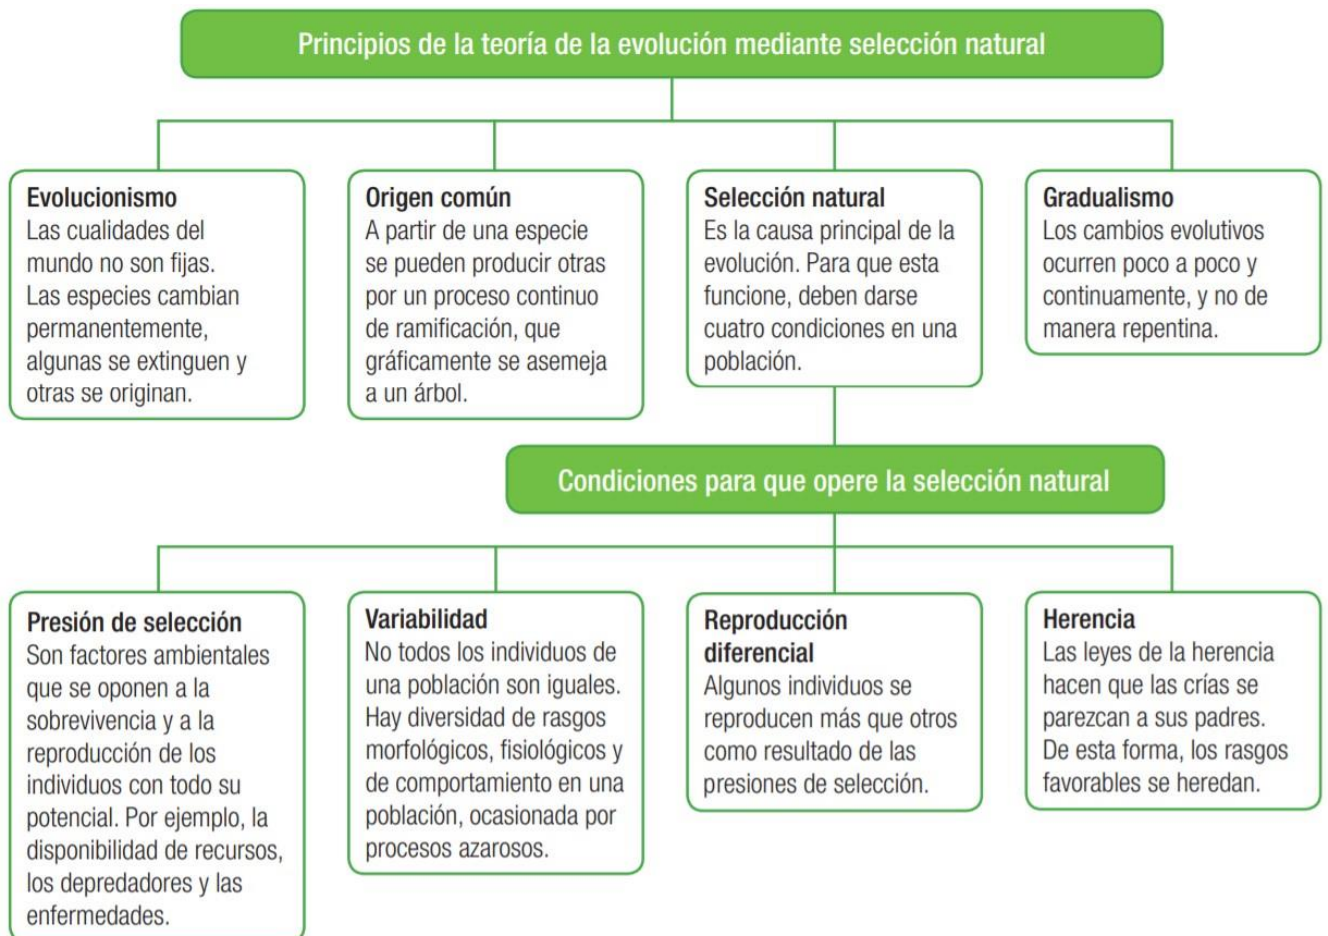 Principios de la teoría de la evolución mediante selección natural
Evolucionismo
Las cualidades del
mundo no son fijas.
Las especies cambian
permanentemente,
algunas se extinguen y
otras se originan.
Origen común
A partir de una especie
se pueden producir otras
por un proceso continuo
de ramificación, que
gráficamente se asemeja
a un árbol.
Selección natural
Es la causa principal de la
evolución. Para que esta
funcione, deben darse
cuatro condiciones en una
población.
Gradualismo
Los cambios evolutivos
ocurren poco a poco y
continuamente, y no de
manera repentina.
Condiciones para que opere la selección natural
Presión de selección
Son factores ambientales
que se oponen a la
sobrevivencia y a la
reproducción de los
individuos con todo su
potencial. Por ejemplo, la
disponibilidad de recursos,
los depredadores y las
enfermedades.
Variabilidad
No todos los individuos de
una población son iguales.
Hay diversidad de rasgos
morfológicos, fisiológicos y
de comportamiento en una
población, ocasionada por
procesos azarosos.
Reproducción
diferencial
Algunos individuos se
reproducen más que otros
como resultado de las
presiones de selección.
Herencia
Las leyes de la herencia
hacen que las crías se
parezcan a sus padres.
De esta forma, los rasgos
favorables se heredan.